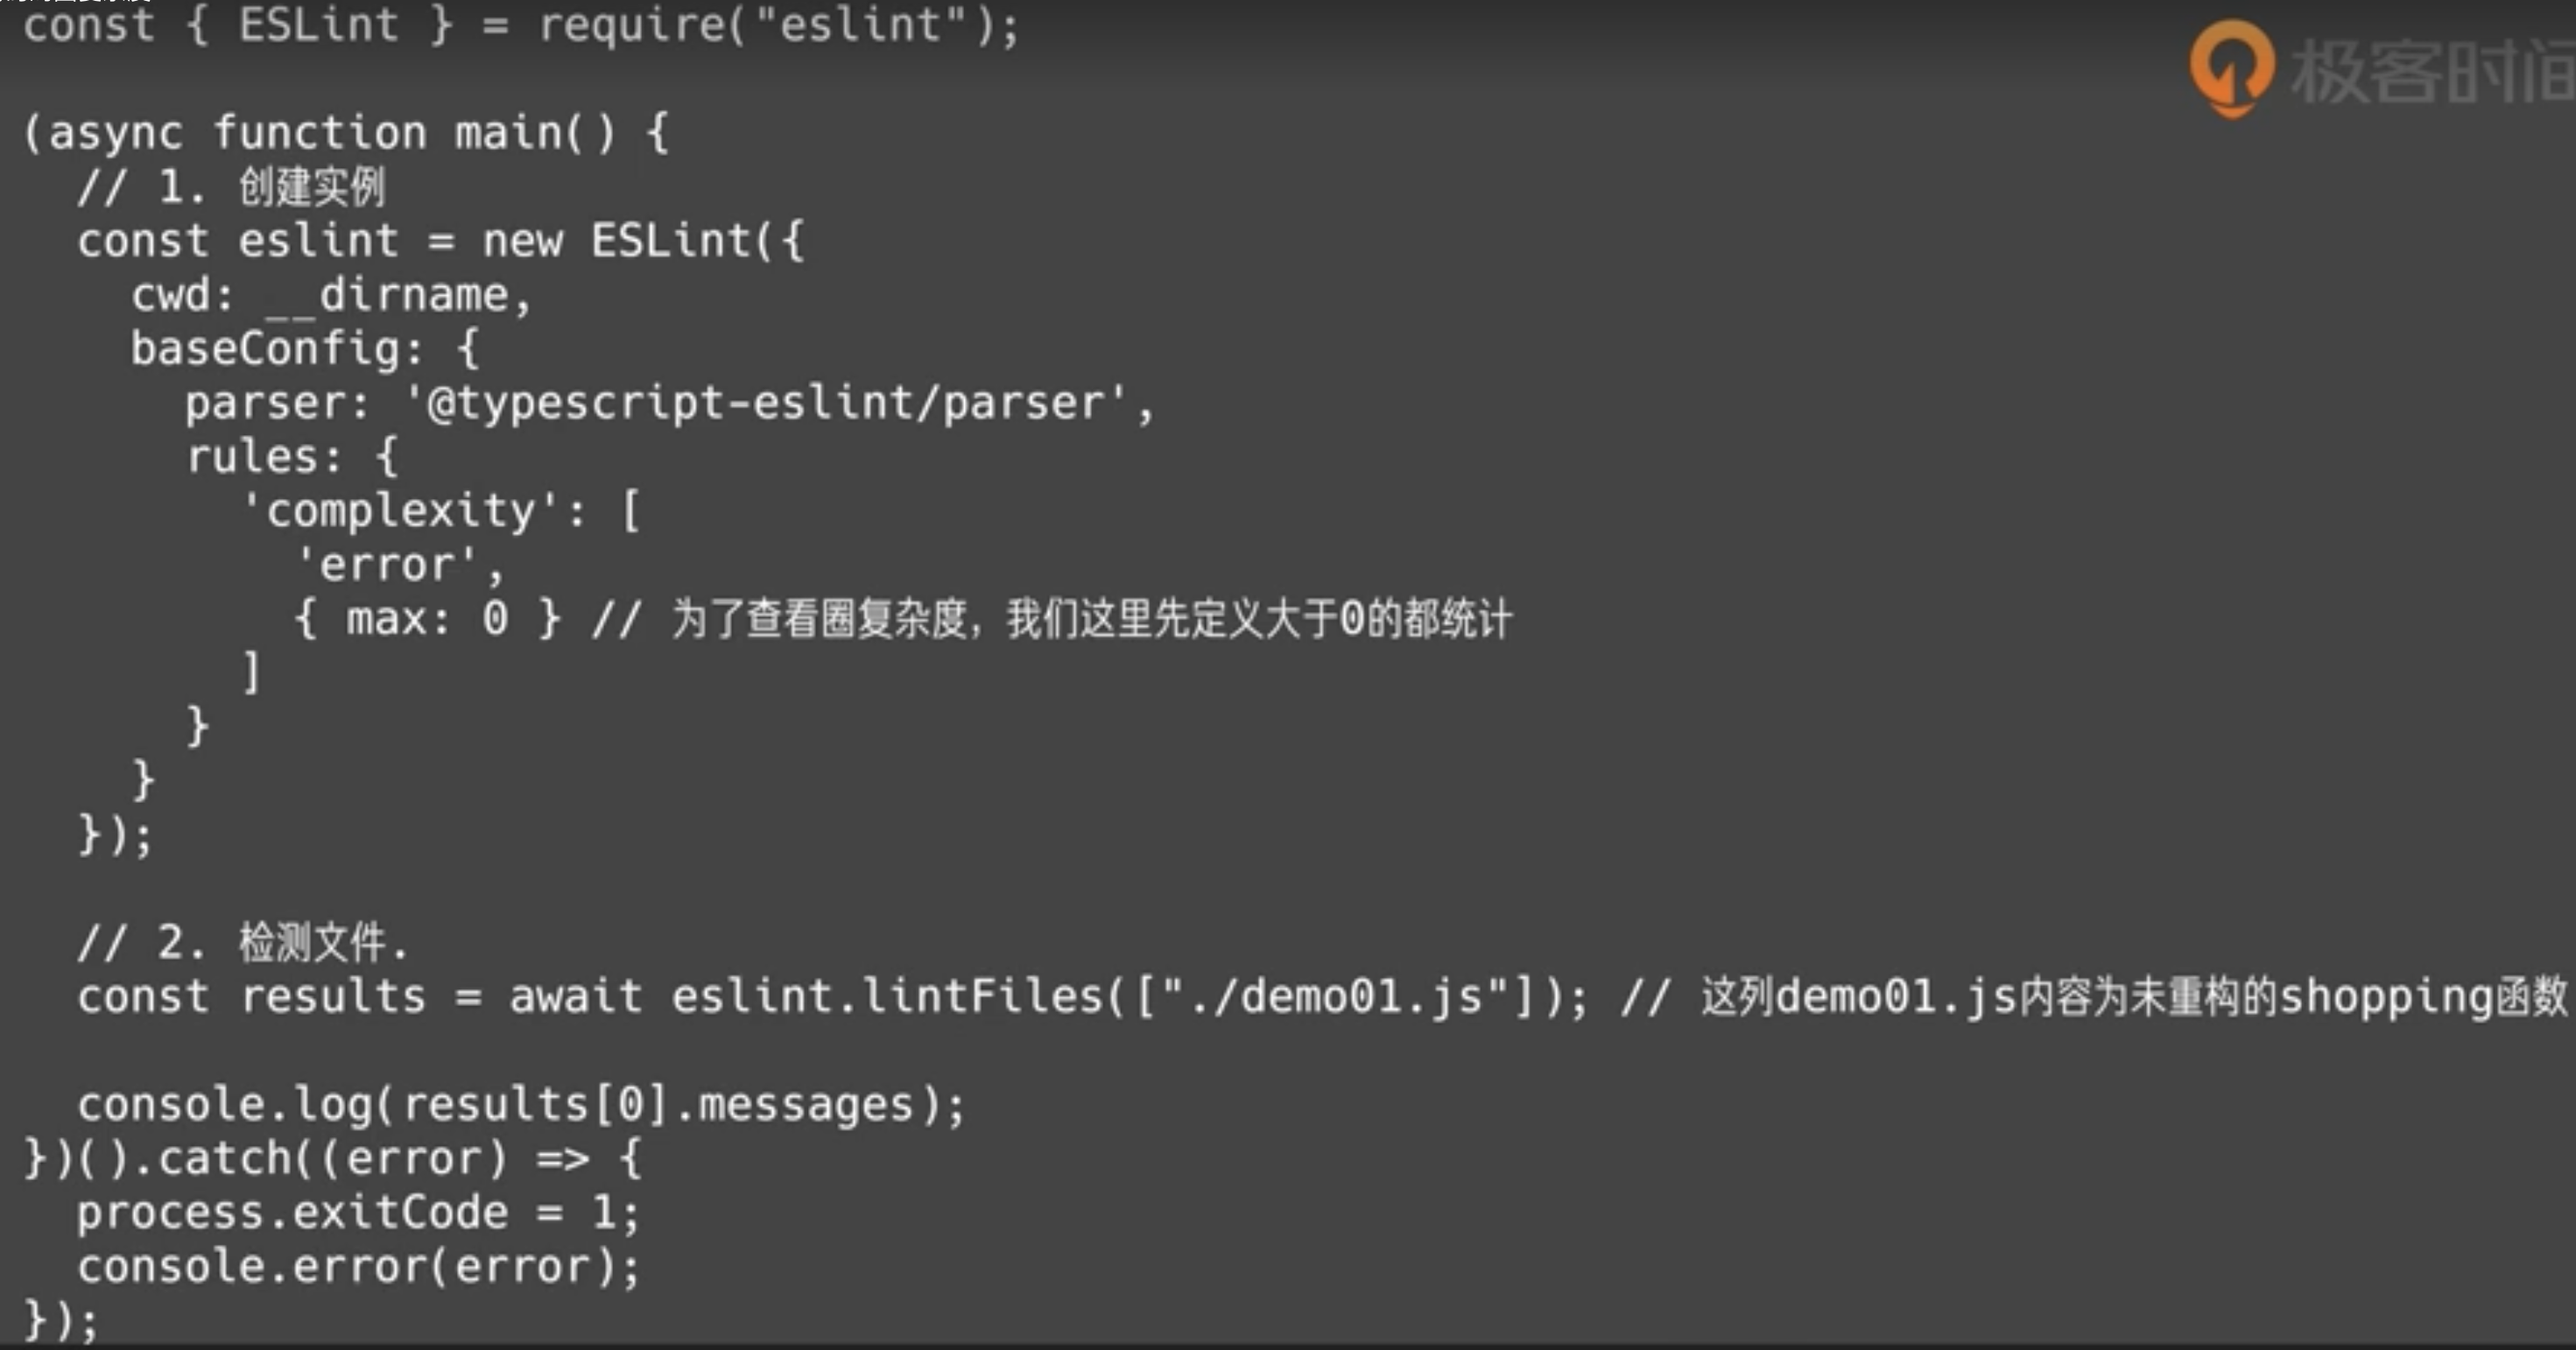 const { ESLint } = require("eslint");
极客时间
(async function main() {
// 1. 创建实例
const eslint = new ESLint({
cwd: __dirname,
baseConfig: {
parser: '@typescript-eslint/parser',
rules: {
'complexity': [
'error',
{ max: 0 } // 为了查看圈复杂度，我们这里先定义大于0的都统计
]
}
}
});
// 2. 检测文件.
const results = await eslint.lintFiles(["./demo01.js"]); // 这列demo01.js内容为未重构的shopping函数
console.log(results[0].messages);
})().catch((error) => {
process.exitCode = 1;
console.error(error);
});